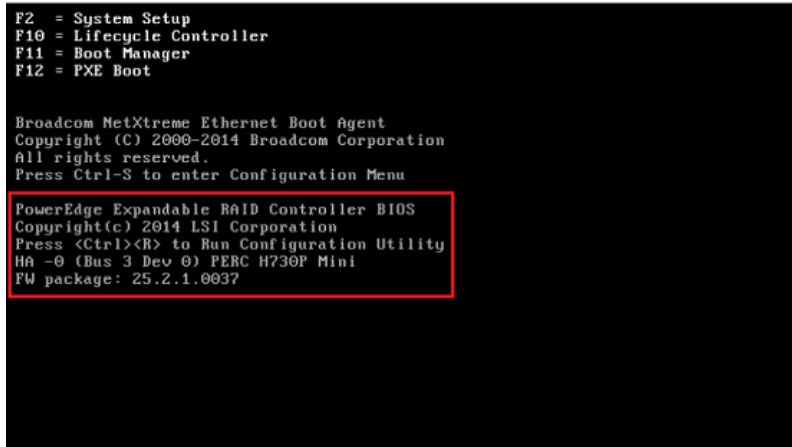 F2 = System Setup
F10 = Lifecycle Controller
F11 = Boot Manager
F12 = PXE Boot
Broadcom NetXtreme Ethernet Boot Agent
Copyright (C) 2000-2014 Broadcom Corporation
All rights reserved.
Press Ctrl-S to enter Configuration Menu
PowerEdge Expandable RAID Controller BIOS
Copyright(c) 2014 LSI Corporation
Press <Ctrl><R> to Run Configuration Utility
HA -0 (Bus 3 Dev 0) PERC H730P Mini
FW package: 25.2.1.0037